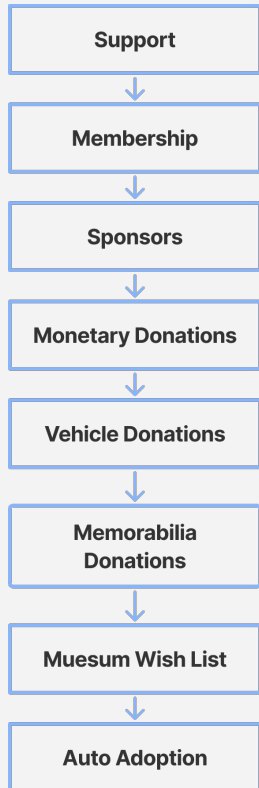 Support
Membership
Sponsors
Monetary Donations
Vehicle Donations
Memorabilia
Donations
Muesum Wish List
Auto Adoption